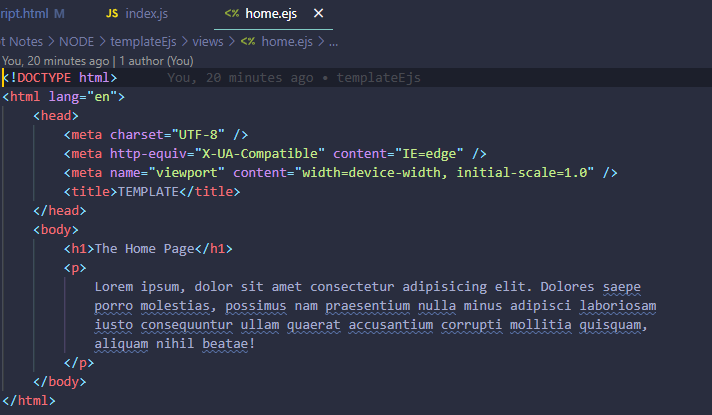 ript.html M JS index.js <%> home.ejs ×
t Notes > NODE > templateEjs > views > <%> home.ejs > ...
You, 20 minutes ago | 1 author (You)
<!DOCTYPE html> You, 20 minutes ago • templateEjs
<html lang="en">
<head>
<meta charset="UTF-8" />
<meta http-equiv="X-UA-Compatible" content="IE=edge" />
<meta name="viewport" content="width=device-width, initial-scale=1.0" />
<title>TEMPLATE</title>
</head>
<body>
<h1>The Home Page</h1>
<p>
Lorem ipsum, dolor sit amet consectetur adipisicing elit. Dolores saepe
porro molestias, possimus nam praesentium nulla minus adipisci laboriosam
iusto consequuntur ullam quaerat accusantium corrupti mollitia quisquam,
aliquam nihil beatae!
</p>
</body>
</html>